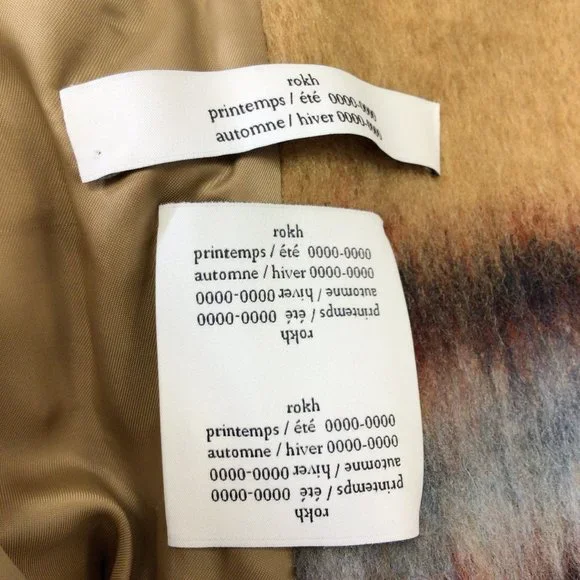 rokh
printemps / été 0000-0000
automne / hiver 0000-0000
rokh
printemps / été 0000-0000
automne / hiver 0000-0000
automne / hiver 0000-0000
printemps / été 0000-0000
rokh
rokh
printemps / été 0000-0000
automne / hiver 0000-0000
automne / hiver 0000-0000
printemps / été 0000-0000
rokh